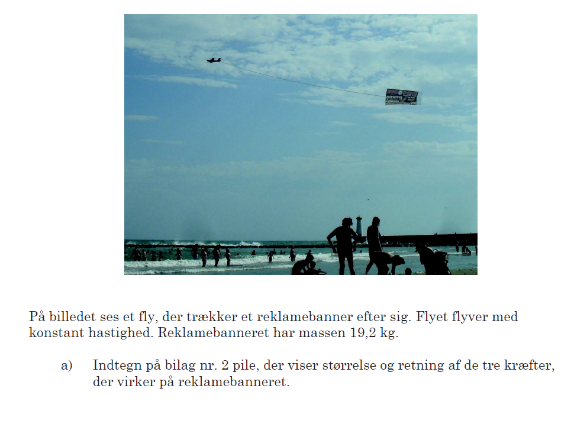 På billedet ses et fly, der trækker et reklamebanner efter sig. Flyet flyver med
konstant hastighed. Reklamebanneret har massen 19,2 kg.
a) Indtegn på bilag nr. 2 pile, der viser størrelse og retning af de tre kræfter,
der virker på reklamebanneret.